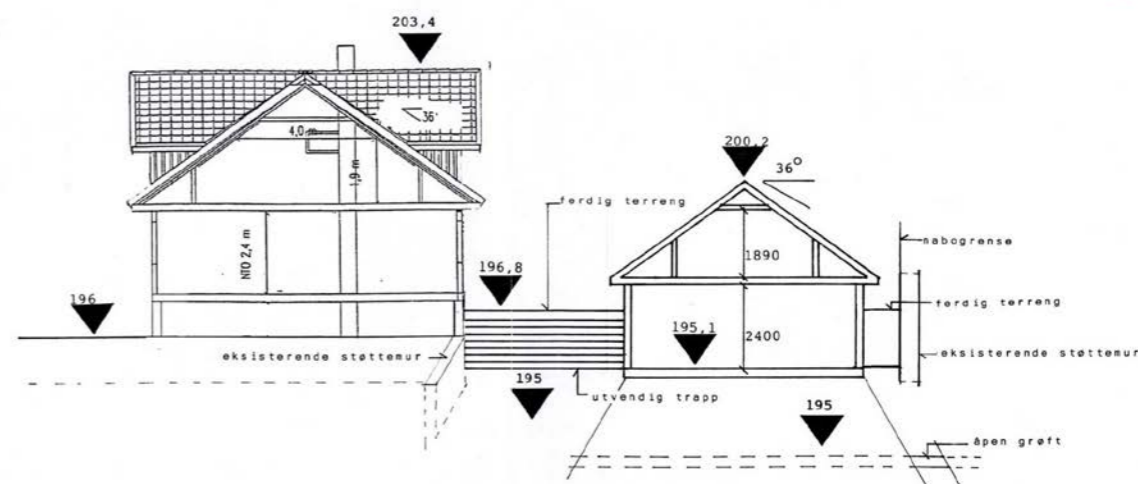 203,4
36°
4,0 m
1,9 m
NTO 2,4 m
200,2
36°
ferdig terreng
nabogrense
1890
196,8
196
ferdig terreng
195,1
2400
eksisterende støttemur
eksisterende støttemur
195
utvendig trapp
195
åpen grøft